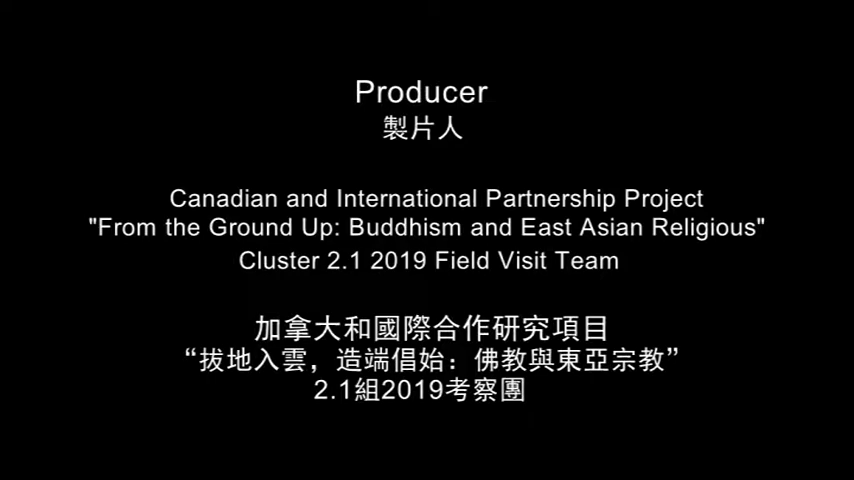 Producer
製片人
Canadian and International Partnership Project
"From the Ground Up: Buddhism and East Asian Religious"
Cluster 2.1 2019 Field Visit Team
加拿大和國際合作研究項目
“拔地入雲，造端倡始：佛教與東亞宗教”
2.1組2019考察團